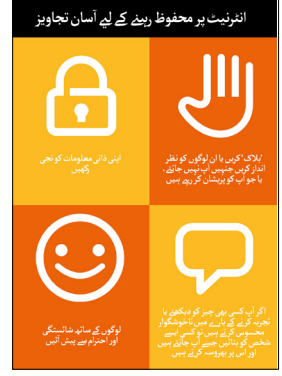 انٹرنیٹ پر محفوظ رہنے کے لیے آسان تجاویز
'بلاک' کریں یا ان لوگوں کو نظر
انداز کریں جنہیں آپ نہیں جانتے،
یا جو آپ کو پریشان کر رہے ہیں
اپنی ذاتی معلومات کو نجی
رکھیں
اگر آپ کسی بھی چیز کو دیکھنے یا
تجربہ کرنے کے بارے میں ناخوشگوار
محسوس کرتے ہیں تو کسی ایسے
شخص کو بتائیں جسے آپ جانتے ہیں
اور اس پر بھروسہ کرتے ہیں
لوگوں کے ساتھ شائستگی
اور احترام سے پیش آئیں